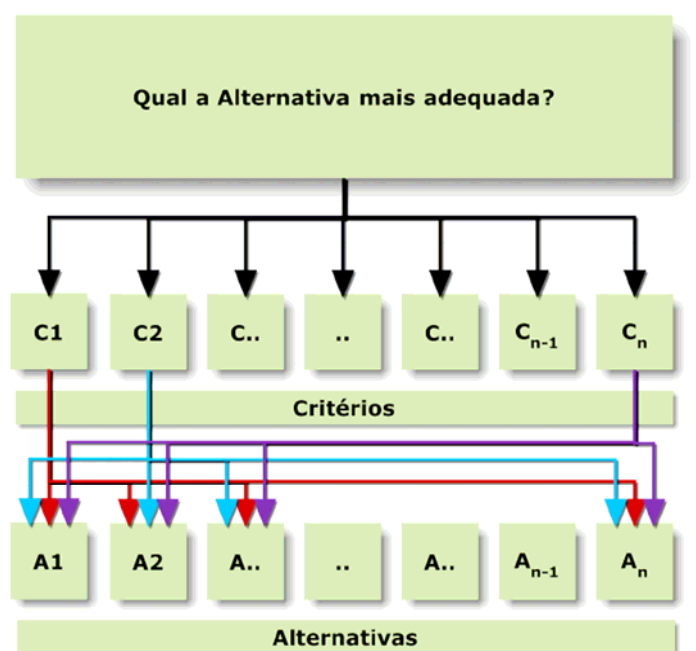 Qual a Alternativa mais adequada?
C1 C2 C.. .. C.. Cn-1 Cn
Critérios
A1 A2 A.. .. A.. An-1 An
Alternativas